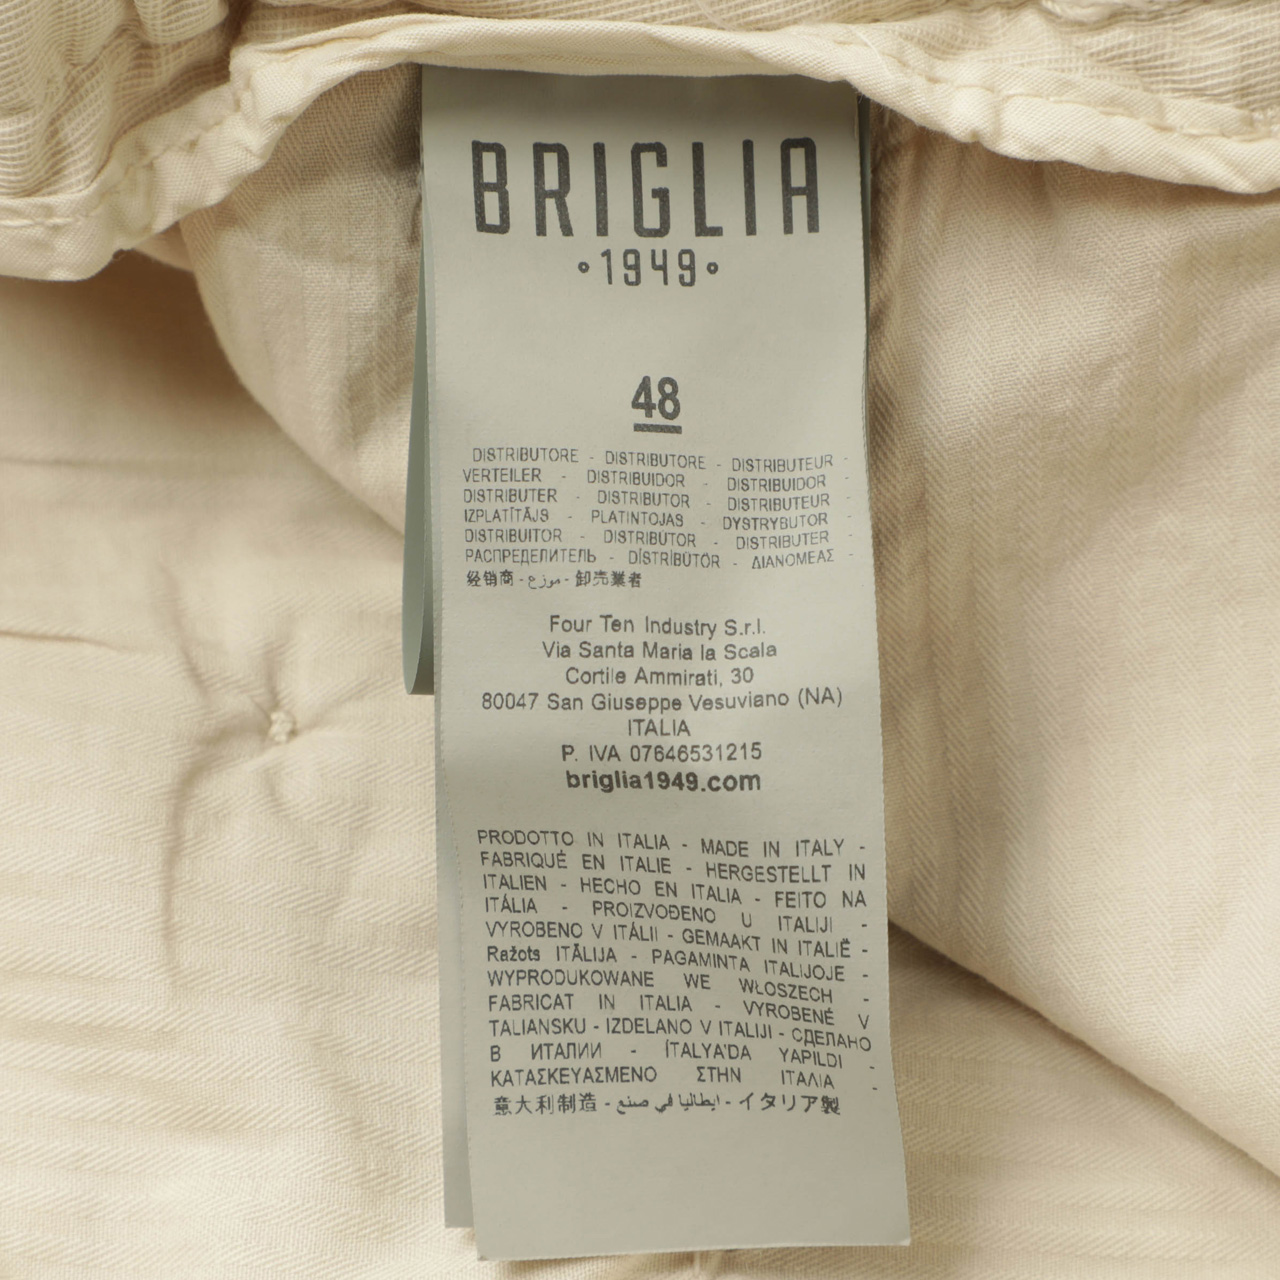 BRIGLIA
°1949°
48
DISTRIBUTORE - DISTRIBUTORE - DISTRIBUTEUR -
VERTEILER - DISTRIBUIDOR - DISTRIBUIDOR -
DISTRIBUTER - DISTRIBUTOR - DISTRIBUTEUR -
IZPLATĪTĀJS - PLATINTOJAS - DYSTRYBUTOR -
DISTRIBUITOR - DISTRIBÚTOR - DISTRIBUTER -
РАСПРЕДЕЛИТЕЛЬ - DİSTRİBÜTÖR - ΔΙΑΝΟΜΕΑΣ -
经销商 - موزع - 卸売業者
Four Ten Industry S.r.l.
Via Santa Maria la Scala
Cortile Ammirati, 30
80047 San Giuseppe Vesuviano (NA)
ITALIA
P. IVA 07646531215
briglia1949.com
PRODOTTO IN ITALIA - MADE IN ITALY -
FABRIQUÉ EN ITALIE - HERGESTELLT IN
ITALIEN - HECHO EN ITALIA - FEITO NA
ITÁLIA - PROIZVOĐENO U ITALIJI -
VYROBENO V ITÁLII - GEMAAKT IN ITALIË -
Ražots ITĀLIJA - PAGAMINTA ITALIJOJE -
WYPRODUKOWANE WE WŁOSZECH -
FABRICAT IN ITALIA - VYROBENÉ V
TALIANSKU - IZDELANO V ITALIJI - СДЕЛАНО
В ИТАЛИИ - İTALYA'DA YAPILDI -
ΚΑΤΑΣΚΕΥΑΣΜΕΝΟ ΣΤΗΝ ΙΤΑΛΙΑ -
意大利制造 - ايطاليا في صنع - イタリア製